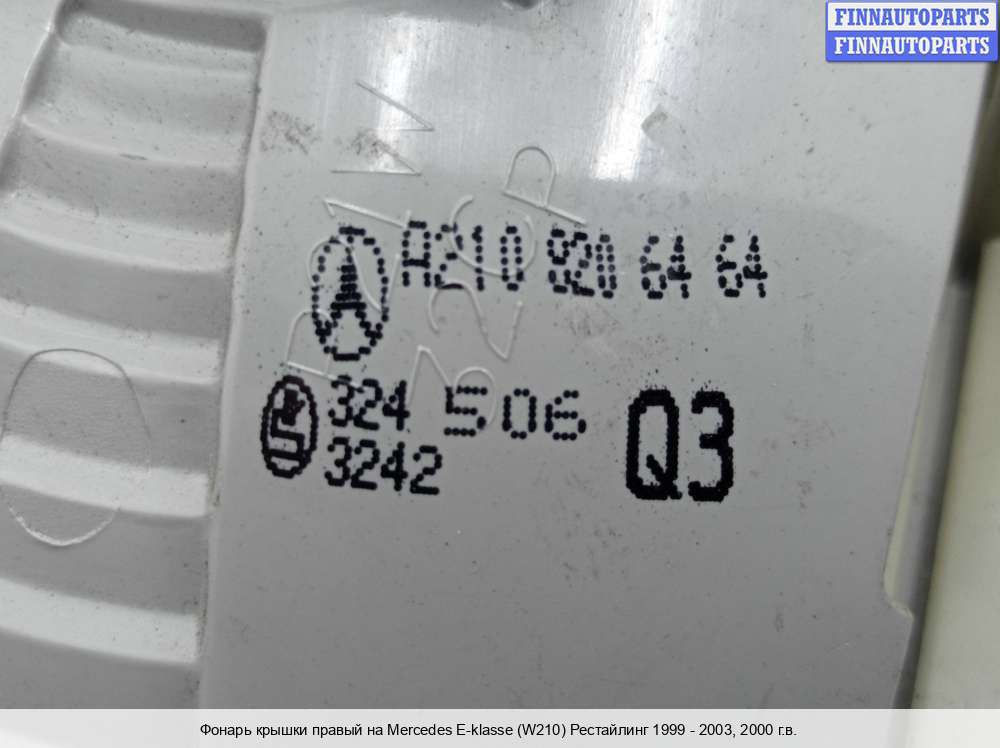 FINNAUTOPARTS
FINNAUTOPARTS
A210 820 64 64
324 506
3242
Q3
Фонарь крышки правый на Mercedes E-klasse (W210) Рестайлинг 1999 - 2003, 2000 г.в.